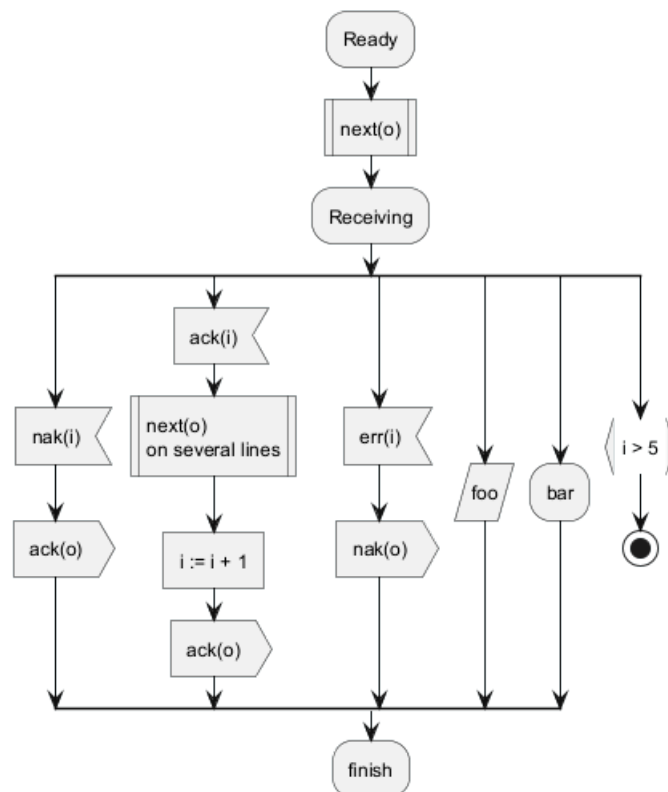 Ready
next(o)
Receiving
nak(i)
ack(o)
ack(i)
next(o)
on several lines
i := i + 1
ack(o)
err(i)
nak(o)
foo
bar
i > 5
finish